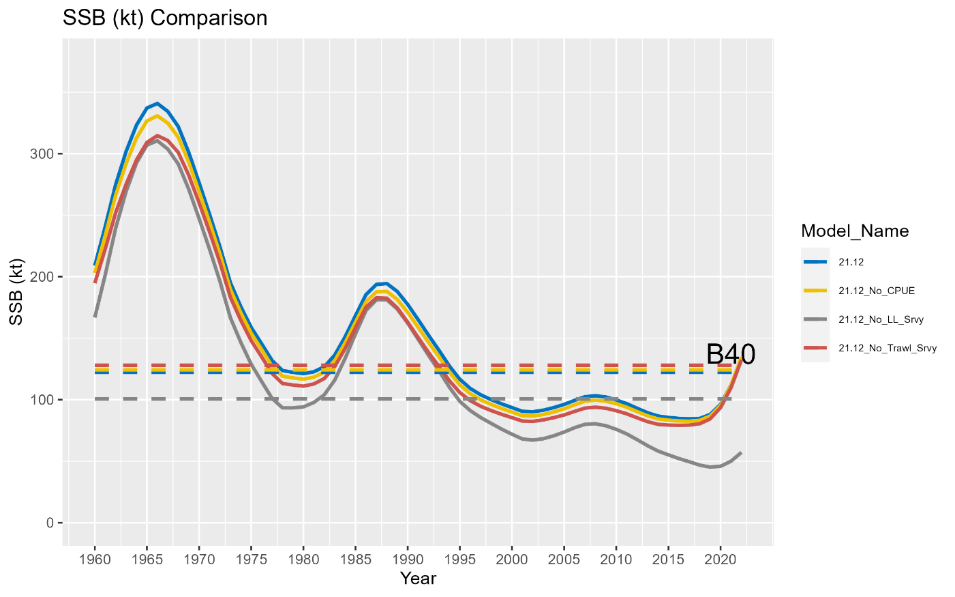 SSB (kt) Comparison
SSB (kt)
300
200
100
0
B40
1960 1965 1970 1975 1980 1985 1990 1995 2000 2005 2010 2015 2020
Year
Model_Name
21.12
21.12_No_CPUE
21.12_No_LL_Srvy
21.12_No_Trawl_Srvy